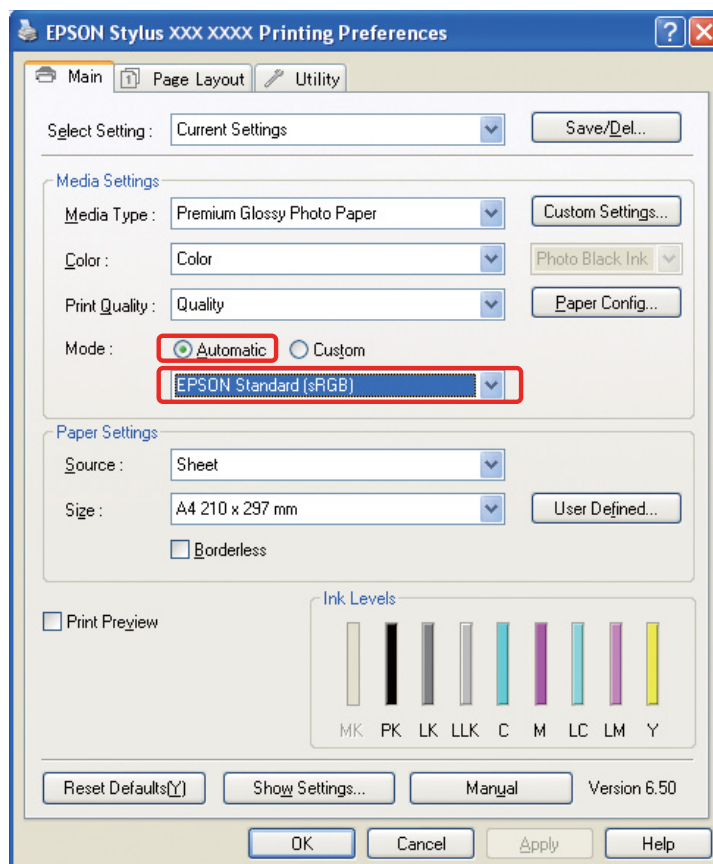 EPSON Stylus XXX XXXX Printing Preferences
Main Page Layout Utility
Select Setting : Current Settings Save/Del...
Media Settings
Media Type : Premium Glossy Photo Paper Custom Settings...
Color : Color Photo Black Ink
Print Quality : Quality Paper Config...
Mode : Automatic Custom
EPSON Standard (sRGB)
Paper Settings
Source : Sheet
Size : A4 210 x 297 mm User Defined...
Borderless
Print Preview
Ink Levels
MK PK LK LLK C M LC LM Y
Reset Defaults(Y) Show Settings... Manual Version 6.50
OK Cancel Apply Help